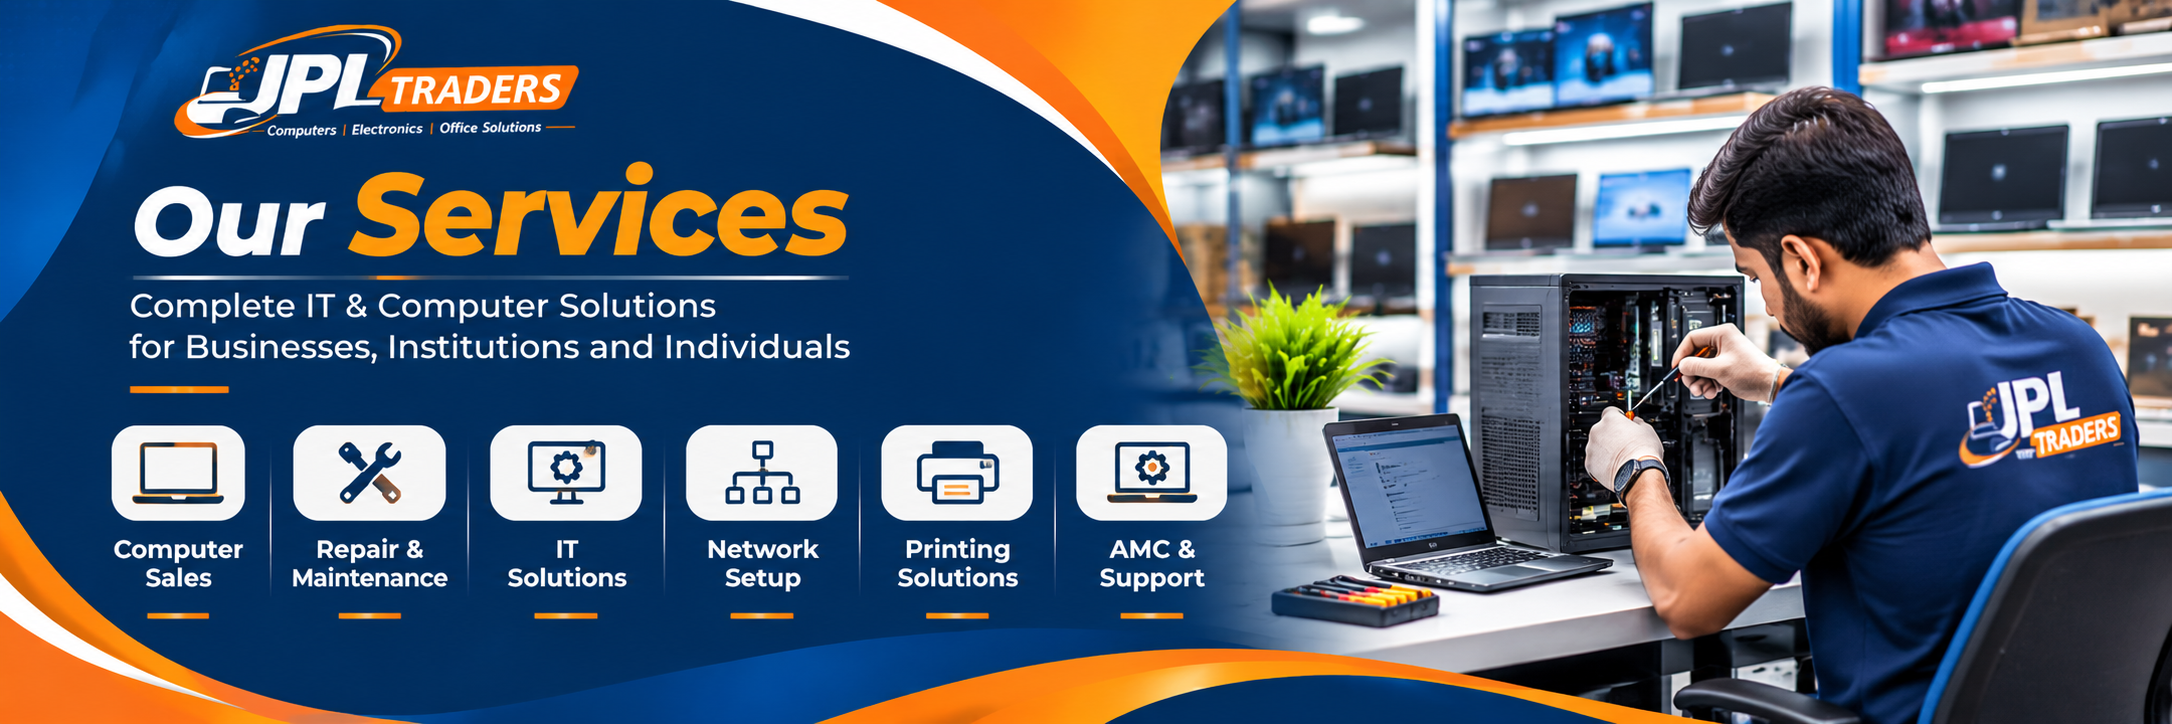 JPL TRADERS
Computers | Electronics | Office Solutions
Our Services
Complete IT & Computer Solutions
for Businesses, Institutions and Individuals
Computer
Sales
Repair &
Maintenance
IT
Solutions
Network
Setup
Printing
Solutions
AMC &
Support
JPL
TRADERS